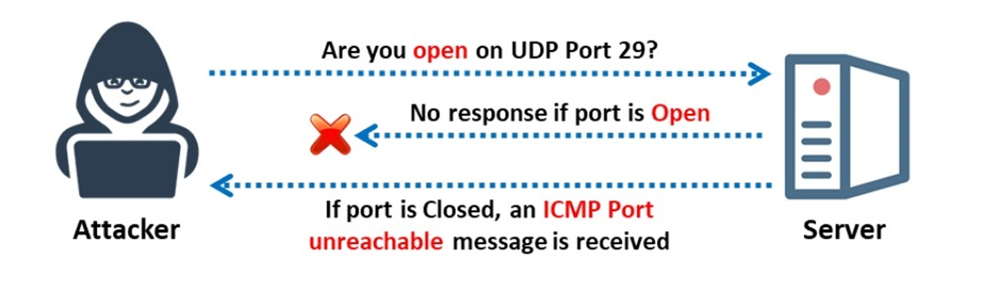 Are you open on UDP Port 29?
No response if port is Open
If port is Closed, an ICMP Port
unreachable message is received
Attacker
Server